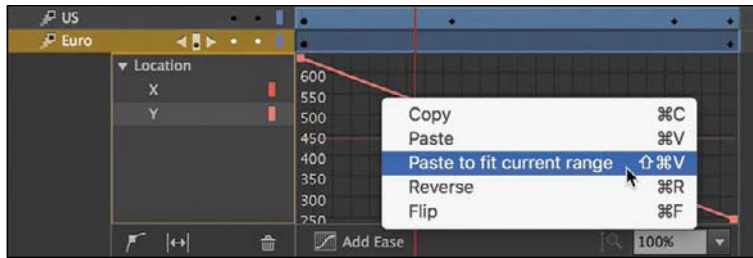 US
Euro
Location
X
Y
600
550
500
450
400
350
300
250
Copy ⌘C
Paste ⌘V
Paste to fit current range ⇧⌘V
Reverse ⌘R
Flip ⌘F
Add Ease
100%